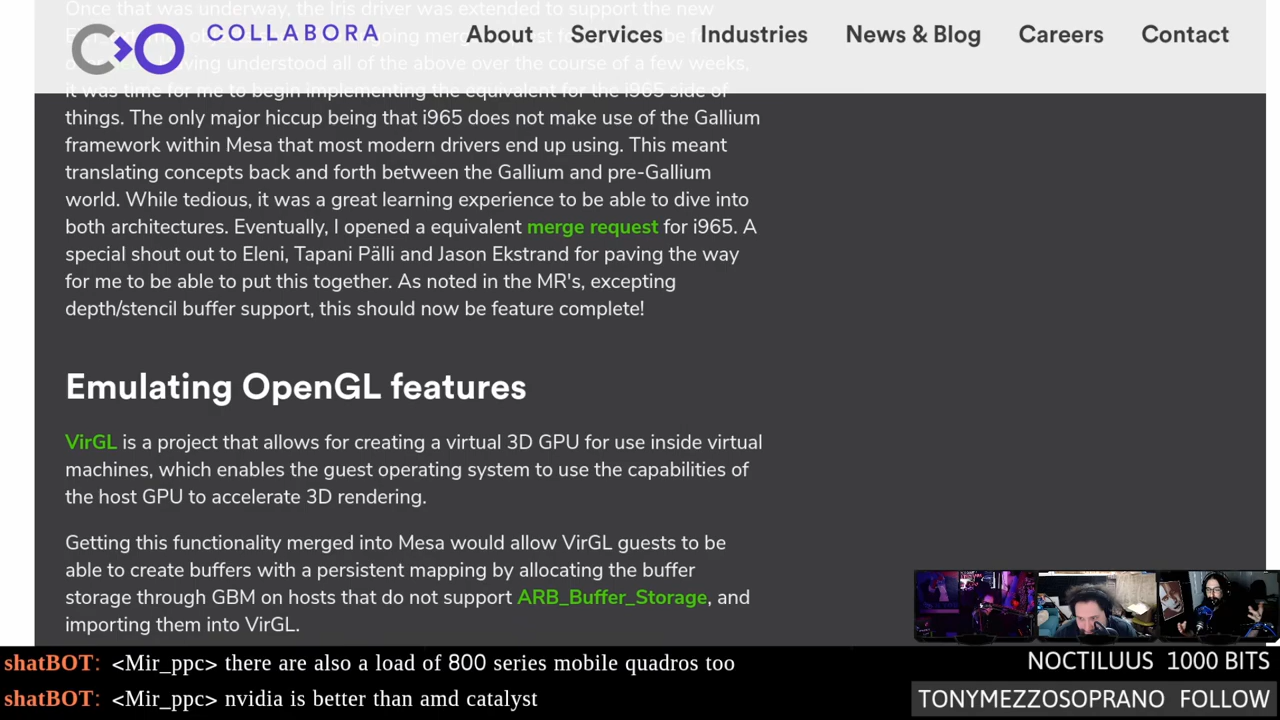 Once that was underway, the Iris driver was extended to support the new
COLLABORA
About Services Industries News & Blog Careers Contact
having understood all of the above over the course of a few weeks,
it was time for me to begin implementing the equivalent for the i965 side of
things. The only major hiccup being that i965 does not make use of the Gallium
framework within Mesa that most modern drivers end up using. This meant
translating concepts back and forth between the Gallium and pre-Gallium
world. While tedious, it was a great learning experience to be able to dive into
both architectures. Eventually, I opened a equivalent merge request for i965. A
special shout out to Eleni, Tapani Pälli and Jason Ekstrand for paving the way
for me to be able to put this together. As noted in the MR's, excepting
depth/stencil buffer support, this should now be feature complete!
Emulating OpenGL features
VirGL is a project that allows for creating a virtual 3D GPU for use inside virtual
machines, which enables the guest operating system to use the capabilities of
the host GPU to accelerate 3D rendering.
Getting this functionality merged into Mesa would allow VirGL guests to be
able to create buffers with a persistent mapping by allocating the buffer
storage through GBM on hosts that do not support ARB_Buffer_Storage, and
importing them into VirGL.
shatBOT: <Mir_ppc> there are also a load of 800 series mobile quadros too
shatBOT: <Mir_ppc> nvidia is better than amd catalyst
NOCTILUUS 1000 BITS
TONYMEZZOSOPRANO FOLLOW